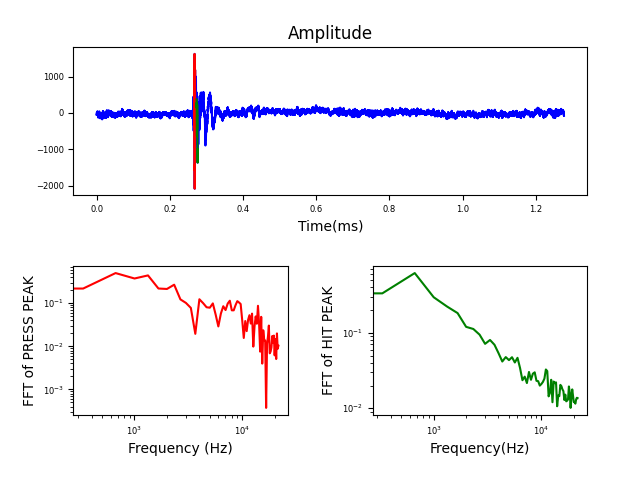 Amplitude
1000
0
−1000
−2000
0.0 0.2 0.4 0.6 0.8 1.0 1.2
Time(ms)
FFT of PRESS PEAK
10⁻¹
10⁻²
10⁻³
10³ 10⁴
Frequency (Hz)
FFT of HIT PEAK
10⁻¹
10⁻²
10³ 10⁴
Frequency(Hz)